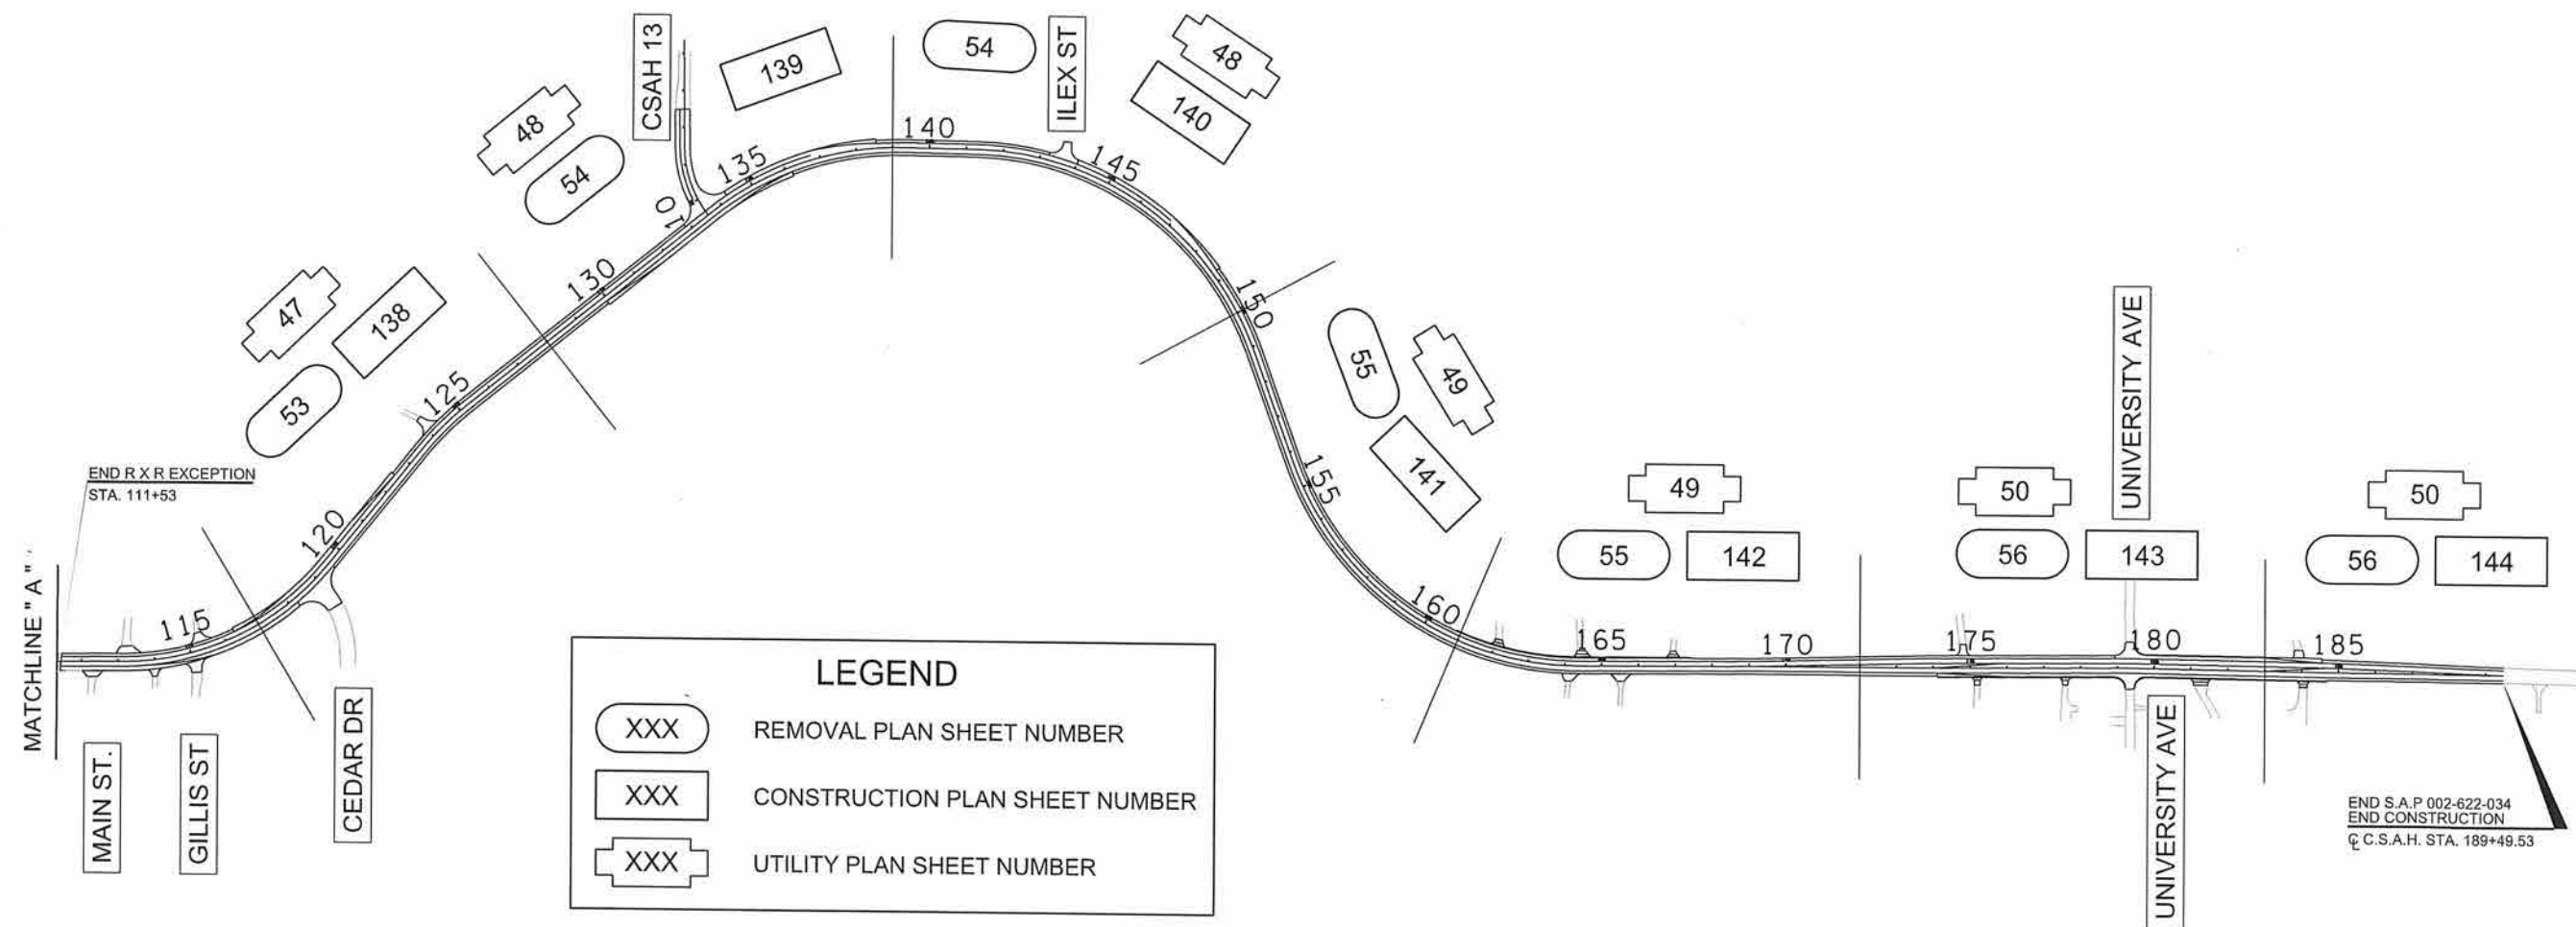 CSAH 13
139
54
ILEX ST
48
140
48
54
135
140
145
10
130
150
47
138
53
125
55
49
141
UNIVERSITY AVE
END R X R EXCEPTION
STA. 111+53
120
155
49
55
142
50
56
143
50
56
144
MATCHLINE " A "
115
160
165
170
175
180
185
MAIN ST.
GILLIS ST
CEDAR DR
UNIVERSITY AVE
LEGEND
XXX REMOVAL PLAN SHEET NUMBER
XXX CONSTRUCTION PLAN SHEET NUMBER
XXX UTILITY PLAN SHEET NUMBER
END S.A.P 002-622-034
END CONSTRUCTION
℄ C.S.A.H. STA. 189+49.53